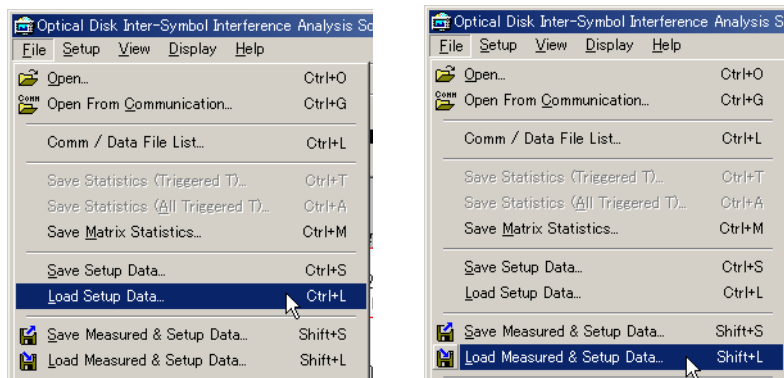 Optical Disk Inter-Symbol Interference Analysis So
File Setup View Display Help
Open... Ctrl+O
Open From Communication... Ctrl+G
Comm / Data File List... Ctrl+L
Save Statistics (Triggered T)... Ctrl+T
Save Statistics (All Triggered T)... Ctrl+A
Save Matrix Statistics... Ctrl+M
Save Setup Data... Ctrl+S
Load Setup Data... Ctrl+L
Save Measured & Setup Data... Shift+S
Load Measured & Setup Data... Shift+L
Optical Disk Inter-Symbol Interference Analysis S
File Setup View Display Help
Open... Ctrl+O
Open From Communication... Ctrl+G
Comm / Data File List... Ctrl+L
Save Statistics (Triggered T)... Ctrl+T
Save Statistics (All Triggered T)... Ctrl+A
Save Matrix Statistics... Ctrl+M
Save Setup Data... Ctrl+S
Load Setup Data... Ctrl+L
Save Measured & Setup Data... Shift+S
Load Measured & Setup Data... Shift+L